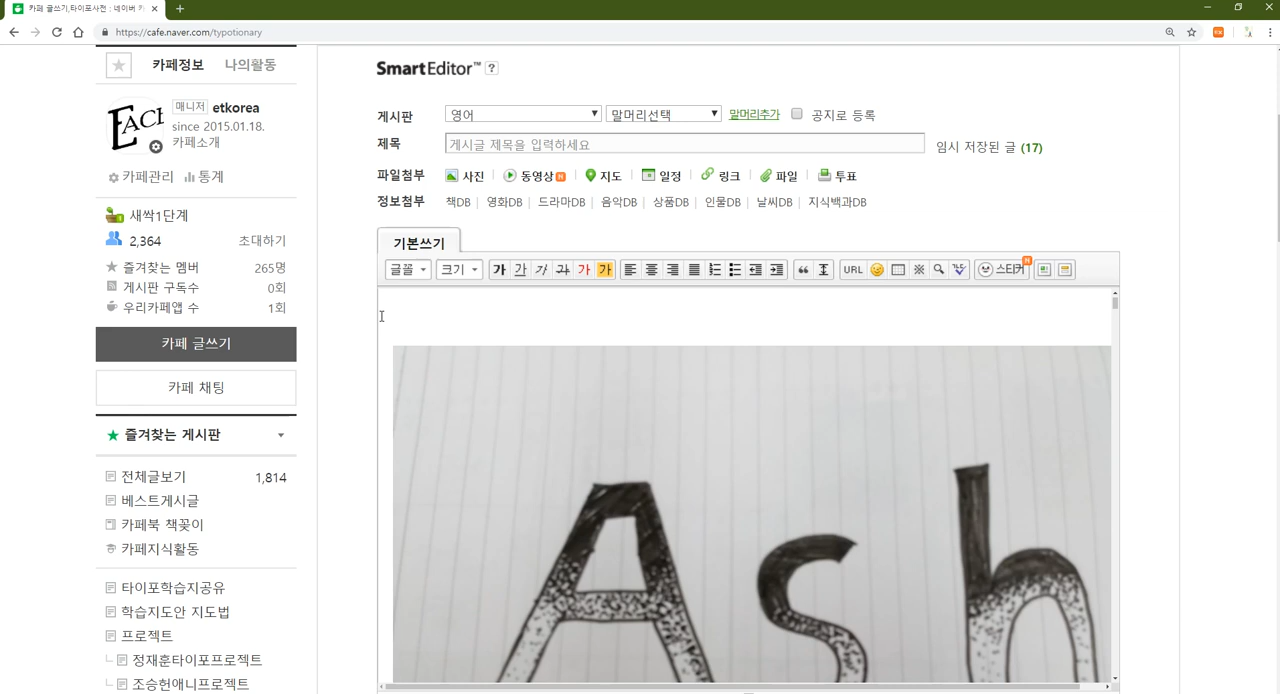 카페 글쓰기,타이포사전 : 네이버 카
https://cafe.naver.com/typotionary
카페정보 나의활동
매니저 etkorea
since 2015.01.18.
카페소개
카페관리 통계
새싹1단계
2,364 초대하기
즐겨찾는 멤버 265명
게시판 구독수 0회
우리카페앱 수 1회
카페 글쓰기
카페 채팅
즐겨찾는 게시판
전체글보기 1,814
베스트게시글
카페북 책꽂이
카페지식활동
타이포학습지공유
학습지도안 지도법
프로젝트
정재훈타이포프로젝트
조승헌애니프로젝트
SmartEditor™ ?
게시판 영어 말머리선택 말머리추가 공지로 등록
제목 게시글 제목을 입력하세요 임시 저장된 글 (17)
파일첨부 사진 동영상 N 지도 일정 링크 파일 투표
정보첨부 책DB 영화DB 드라마DB 음악DB 상품DB 인물DB 날씨DB 지식백과DB
기본쓰기
글꼴 크기 가 가 가 가 가 가 URL 스티커 N
Ash